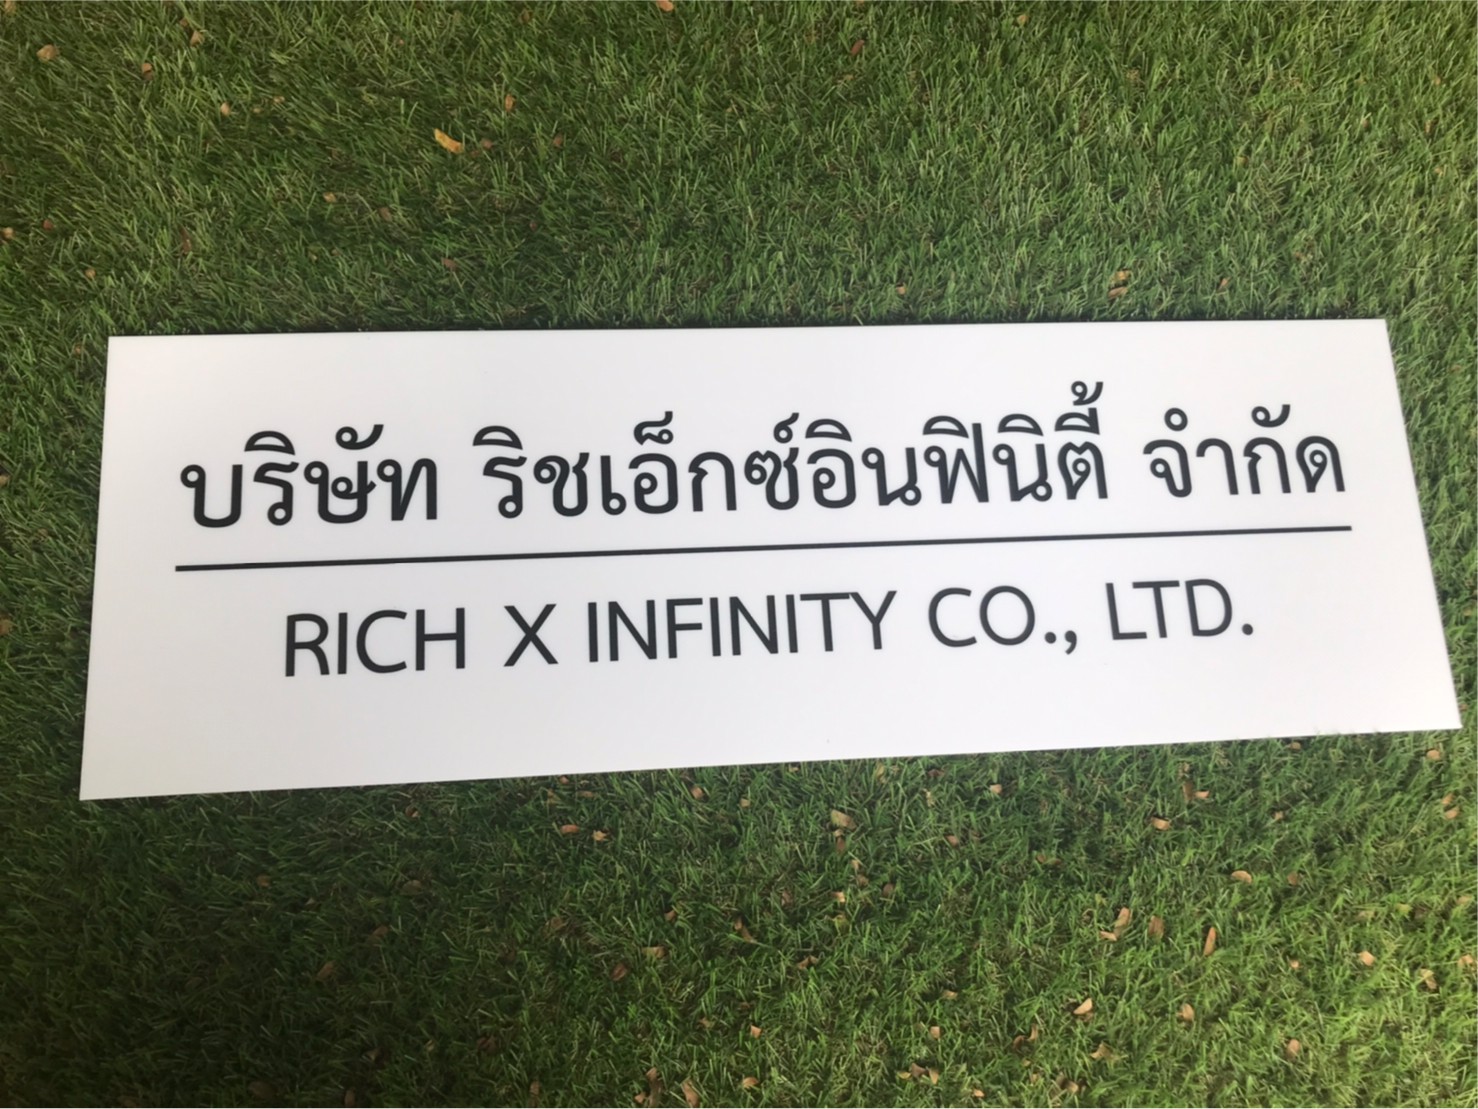 บริษัท ริชเอ็กซ์อินฟินิตี้ จำกัด
RICH X INFINITY CO., LTD.